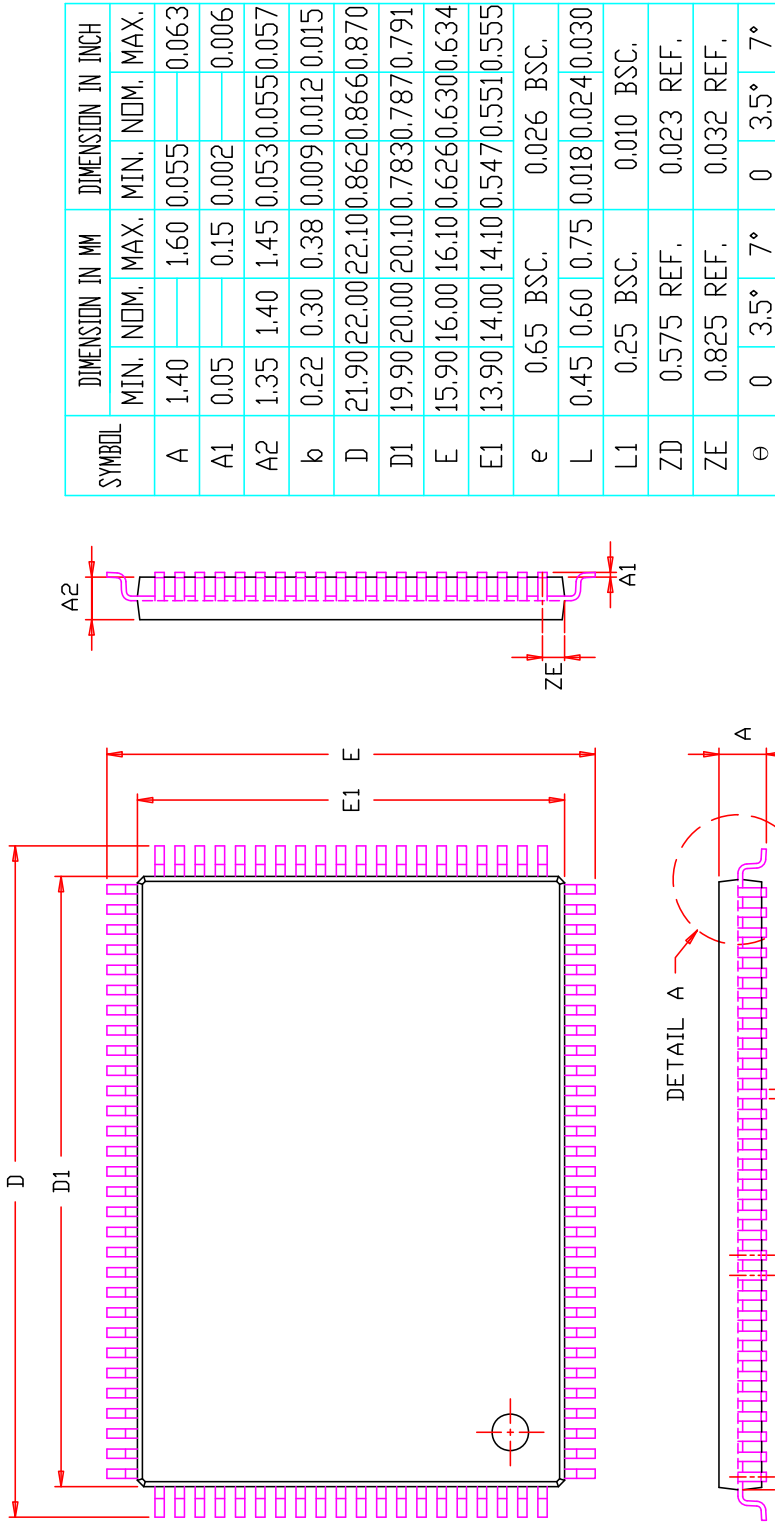 SYMBOL DIMENSION IN MM DIMENSION IN INCH
MIN. NOM. MAX. MIN. NOM. MAX.
A 1.40 1.60 0.055 0.063
A1 0.05 0.15 0.002 0.006
A2 1.35 1.40 1.45 0.053 0.055 0.057
b 0.22 0.30 0.38 0.009 0.012 0.015
D 21.90 22.00 22.10 0.862 0.866 0.870
D1 19.90 20.00 20.10 0.783 0.787 0.791
E 15.90 16.00 16.10 0.626 0.630 0.634
E1 13.90 14.00 14.10 0.547 0.551 0.555
e 0.65 BSC. 0.026 BSC.
L 0.45 0.60 0.75 0.018 0.024 0.030
L1 0.25 BSC. 0.010 BSC.
ZD 0.575 REF. 0.023 REF.
ZE 0.825 REF. 0.032 REF.
θ 0 3.5° 7° 0 3.5° 7°
A2
A1
ZE
D
D1
E
E1
A
DETAIL A